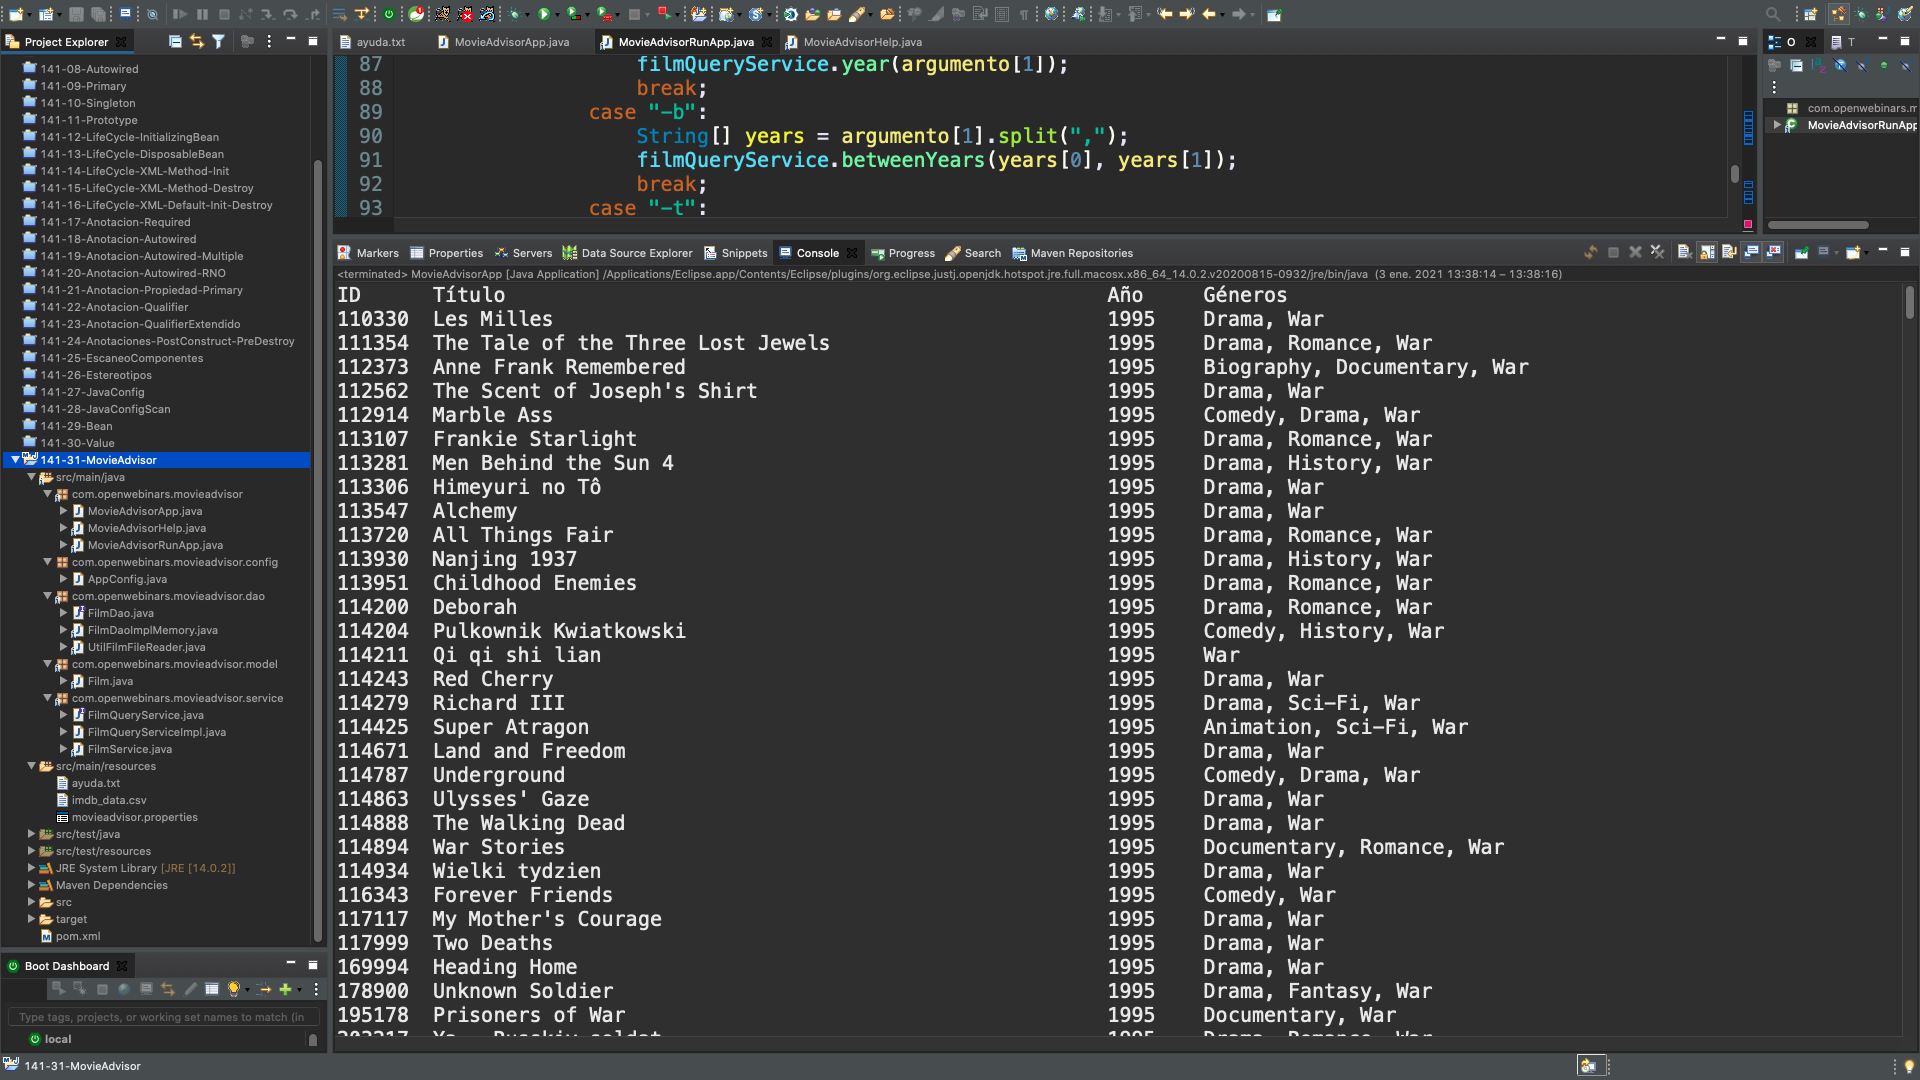 Project Explorer
141-08-Autowired
141-09-Primary
141-10-Singleton
141-11-Prototype
141-12-LifeCycle-InitializingBean
141-13-LifeCycle-DisposableBean
141-14-LifeCycle-XML-Method-Init
141-15-LifeCycle-XML-Method-Destroy
141-16-LifeCycle-XML-Default-Init-Destroy
141-17-Anotacion-Required
141-18-Anotacion-Autowired
141-19-Anotacion-Autowired-Multiple
141-20-Anotacion-Autowired-RNO
141-21-Anotacion-Propiedad-Primary
141-22-Anotacion-Qualifier
141-23-Anotacion-QualifierExtendido
141-24-Anotaciones-PostConstruct-PreDestroy
141-25-EscaneoComponentes
141-26-Estereotipos
141-27-JavaConfig
141-28-JavaConfigScan
141-29-Bean
141-30-Value
141-31-MovieAdvisor
src/main/java
com.openwebinars.movieadvisor
MovieAdvisorApp.java
MovieAdvisorHelp.java
MovieAdvisorRunApp.java
com.openwebinars.movieadvisor.config
AppConfig.java
com.openwebinars.movieadvisor.dao
FilmDao.java
FilmDaoImplMemory.java
UtilFilmFileReader.java
com.openwebinars.movieadvisor.model
Film.java
com.openwebinars.movieadvisor.service
FilmQueryService.java
FilmQueryServiceImpl.java
FilmService.java
src/main/resources
ayuda.txt
imdb_data.csv
movieadvisor.properties
src/test/java
src/test/resources
JRE System Library [JRE [14.0.2]]
Maven Dependencies
src
target
pom.xml
Boot Dashboard
Type tags, projects, or working set names to match (in
local
141-31-MovieAdvisor
ayuda.txt MovieAdvisorApp.java MovieAdvisorRunApp.java MovieAdvisorHelp.java
87 filmQueryService.year(argumento[1]);
88 break;
89 case "-b":
90 String[] years = argumento[1].split(",");
91 filmQueryService.betweenYears(years[0], years[1]);
92 break;
93 case "-t":
O T
com.openwebinars.m
MovieAdvisorRunApp
Markers Properties Servers Data Source Explorer Snippets Console Progress Search Maven Repositories
<terminated> MovieAdvisorApp [Java Application] /Applications/Eclipse.app/Contents/Eclipse/plugins/org.eclipse.justj.openjdk.hotspot.jre.full.macosx.x86_64_14.0.2.v20200815-0932/jre/bin/java (3 ene. 2021 13:38:14 – 13:38:16)
ID Título Año Géneros
110330 Les Milles 1995 Drama, War
111354 The Tale of the Three Lost Jewels 1995 Drama, Romance, War
112373 Anne Frank Remembered 1995 Biography, Documentary, War
112562 The Scent of Joseph's Shirt 1995 Drama, War
112914 Marble Ass 1995 Comedy, Drama, War
113107 Frankie Starlight 1995 Drama, Romance, War
113281 Men Behind the Sun 4 1995 Drama, History, War
113306 Himeyuri no Tô 1995 Drama, War
113547 Alchemy 1995 Drama, War
113720 All Things Fair 1995 Drama, Romance, War
113930 Nanjing 1937 1995 Drama, History, War
113951 Childhood Enemies 1995 Drama, Romance, War
114200 Deborah 1995 Drama, Romance, War
114204 Pulkownik Kwiatkowski 1995 Comedy, History, War
114211 Qi qi shi lian 1995 War
114243 Red Cherry 1995 Drama, War
114279 Richard III 1995 Drama, Sci-Fi, War
114425 Super Atragon 1995 Animation, Sci-Fi, War
114671 Land and Freedom 1995 Drama, War
114787 Underground 1995 Comedy, Drama, War
114863 Ulysses' Gaze 1995 Drama, War
114888 The Walking Dead 1995 Drama, War
114894 War Stories 1995 Documentary, Romance, War
114934 Wielki tydzien 1995 Drama, War
116343 Forever Friends 1995 Comedy, War
117117 My Mother's Courage 1995 Drama, War
117999 Two Deaths 1995 Drama, War
169994 Heading Home 1995 Drama, War
178900 Unknown Soldier 1995 Drama, Fantasy, War
195178 Prisoners of War 1995 Documentary, War